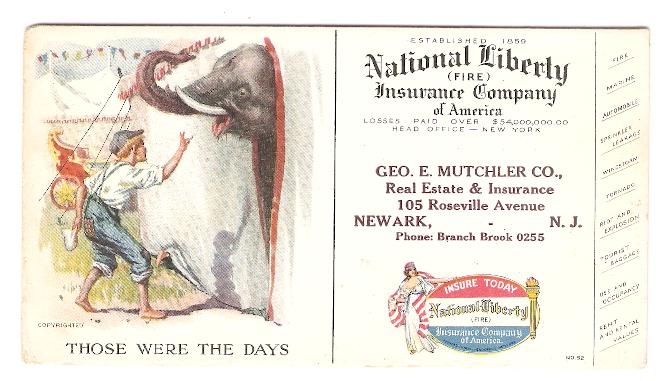 COPYRIGHTED
THOSE WERE THE DAYS
ESTABLISHED 1859
National Liberty
(FIRE)
Insurance Company
of America
LOSSES PAID OVER $54,000,000.00
HEAD OFFICE — NEW YORK
GEO. E. MUTCHLER CO.,
Real Estate & Insurance
105 Roseville Avenue
NEWARK, - N. J.
Phone: Branch Brook 0255
INSURE TODAY
National Liberty
(FIRE)
Insurance Company
of America.
NO. 52
FIRE
MARINE
AUTOMOBILE
SPRINKLER
LEAKAGE
WINDSTORM
TORNADO
RIOT AND
EXPLOSION
TOURIST
BAGGAGE
USE AND
OCCUPANCY
RENT
AND RENTAL
VALUES